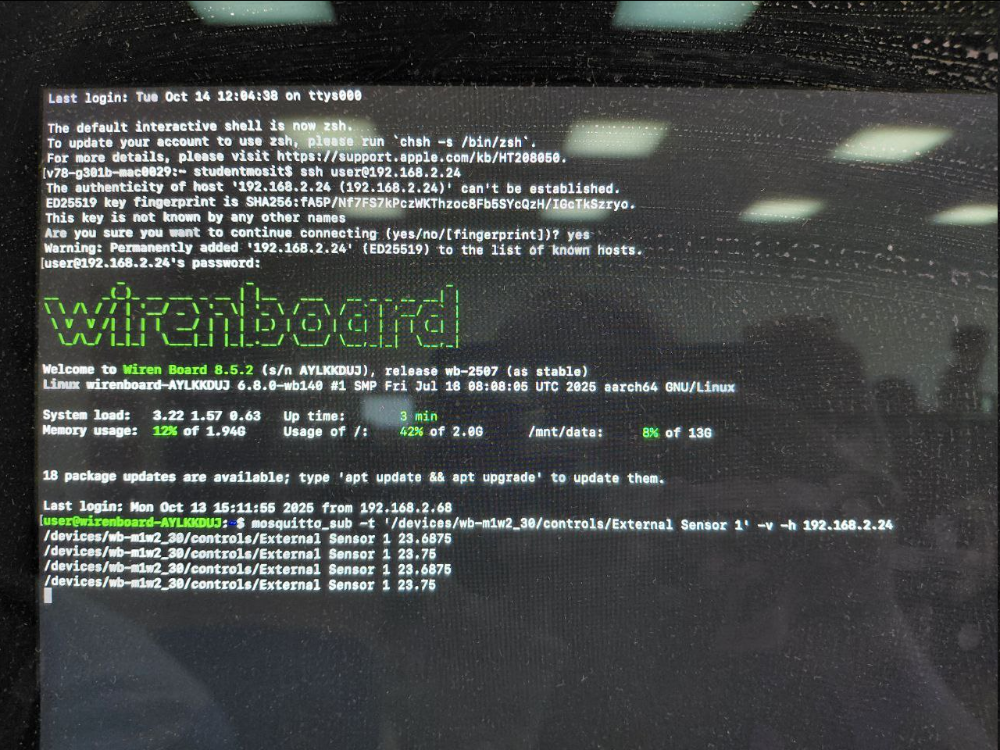 Last login: Tue Oct 14 12:04:38 on ttys000
The default interactive shell is now zsh.
To update your account to use zsh, please run `chsh -s /bin/zsh`.
For more details, please visit https://support.apple.com/kb/HT208050.
[v78-g301b-mac0029:~ studentmosit$ ssh user@192.168.2.24
The authenticity of host '192.168.2.24 (192.168.2.24)' can't be established.
ED25519 key fingerprint is SHA256:fA5P/Nf7FS7kPczWKThzoc8Fb5SYcQzH/IGcTkSzryo.
This key is not known by any other names
Are you sure you want to continue connecting (yes/no/[fingerprint])? yes
Warning: Permanently added '192.168.2.24' (ED25519) to the list of known hosts.
[user@192.168.2.24's password:
wirenboard
Welcome to Wiren Board 8.5.2 (s/n AYLKKDUJ), release wb-2507 (as stable)
Linux wirenboard-AYLKKDUJ 6.8.0-wb140 #1 SMP Fri Jul 18 08:08:05 UTC 2025 aarch64 GNU/Linux
System load: 3.22 1.57 0.63 Up time: 3 min
Memory usage: 12% of 1.94G Usage of /: 42% of 2.0G /mnt/data: 8% of 13G
18 package updates are available; type 'apt update && apt upgrade' to update them.
Last login: Mon Oct 13 15:11:55 2025 from 192.168.2.68
[user@wirenboard-AYLKKDUJ:~$ mosquitto_sub -t '/devices/wb-m1w2_30/controls/External Sensor 1' -v -h 192.168.2.24
/devices/wb-m1w2_30/controls/External Sensor 1 23.6875
/devices/wb-m1w2_30/controls/External Sensor 1 23.75
/devices/wb-m1w2_30/controls/External Sensor 1 23.6875
/devices/wb-m1w2_30/controls/External Sensor 1 23.75